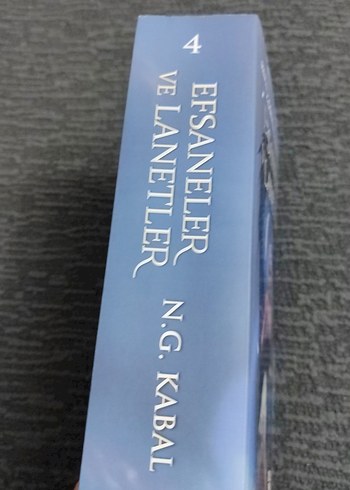 4
EFSANELER
VE LANETLER
N.G. KABAL